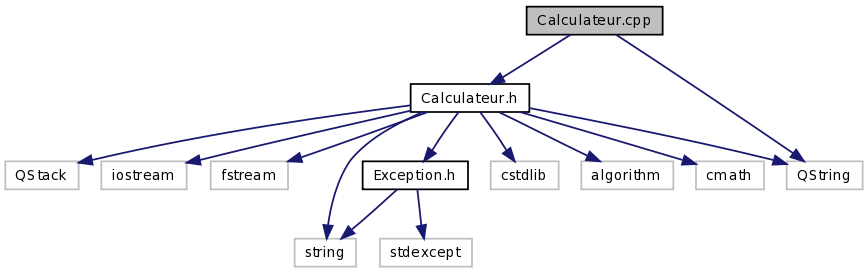 Calculateur.cpp
Calculateur.h
QStack
iostream
fstream
Exception.h
cstdlib
algorithm
cmath
QString
string
stdexcept